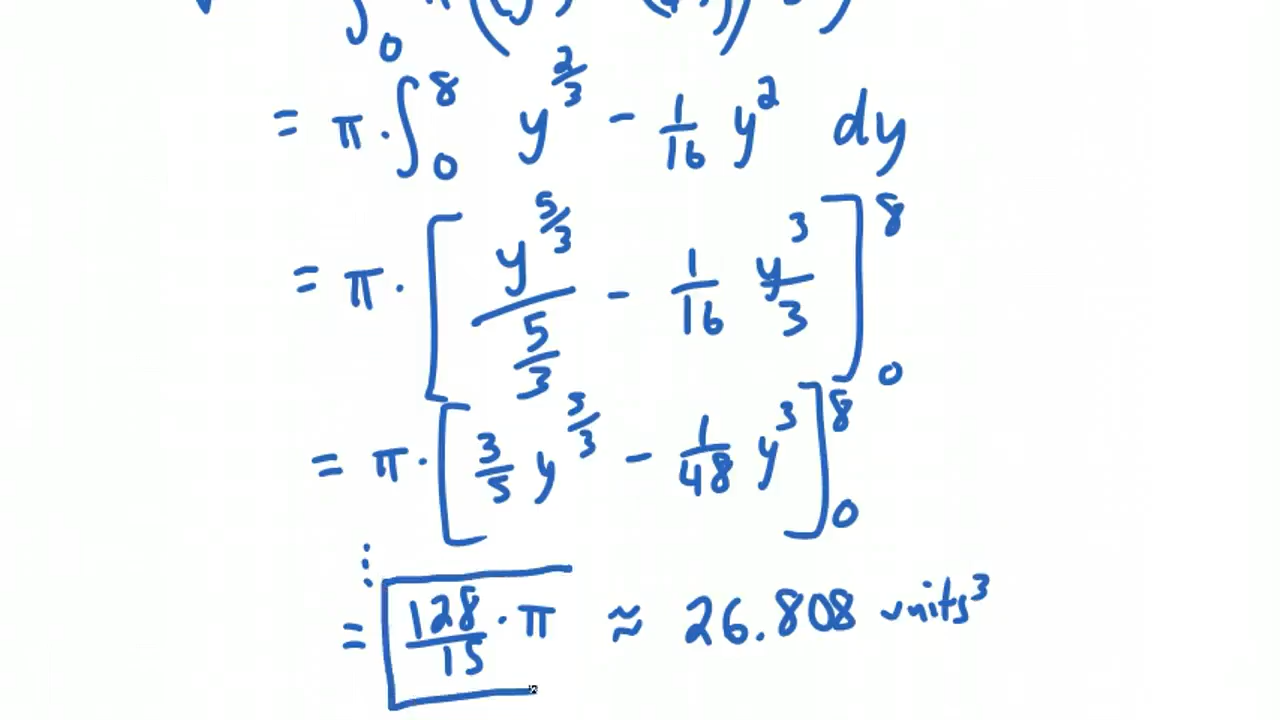 = π · ∫₀⁸ y^(2/3) − 1/16 y² dy
= π · [ y^(5/3) / (5/3) − 1/16 y³/3 ]₀⁸
= π · [ 3/5 y^(5/3) − 1/48 y³ ]₀⁸
⋮
= 128/15 · π ≈ 26.808 units³